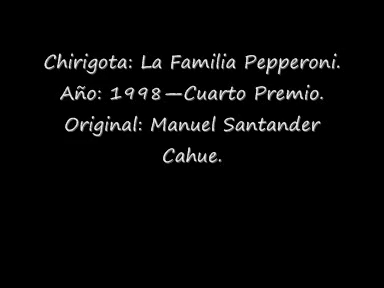 Chirigota: La Familia Pepperoni.
Año: 1998—Cuarto Premio.
Original: Manuel Santander
Cahue.